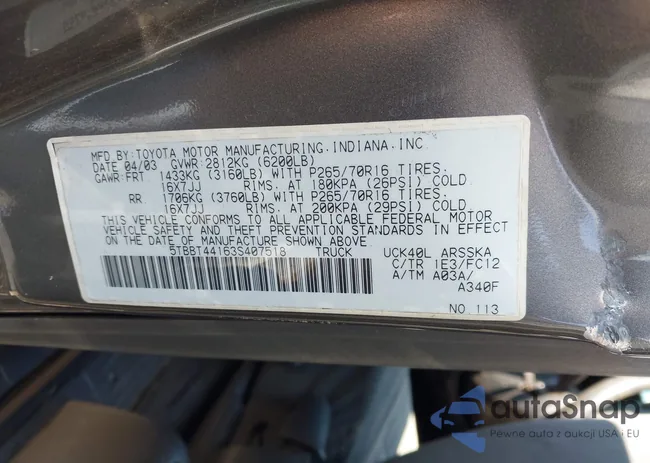 MFD.BY:TOYOTA MOTOR MANUFACTURING.INDIANA.INC.
DATE 04/03 GVWR:2812KG (6200LB)
GAWR:FRT 1433KG (3160LB) WITH P265/70R16 TIRES.
16X7JJ RIMS. AT 180KPA (26PSI) COLD
RR 1706KG (3760LB) WITH P265/70R16 TIRES.
16X7JJ RIMS. AT 200KPA (29PSI) COLD
THIS VEHICLE CONFORMS TO ALL APPLICABLE FEDERAL MOTOR
VEHICLE SAFETY AND THEFT PREVENTION STANDARDS IN EFFECT
ON THE DATE OF MANUFACTURE SHOWN ABOVE.
5TBBT44163S407518 TRUCK UCK40L ARSSKA
C/TR 1E3/FC12
A/TM A03A/
A340F
NO.113
autoSnap
Pewne auta z aukcji USA i EU